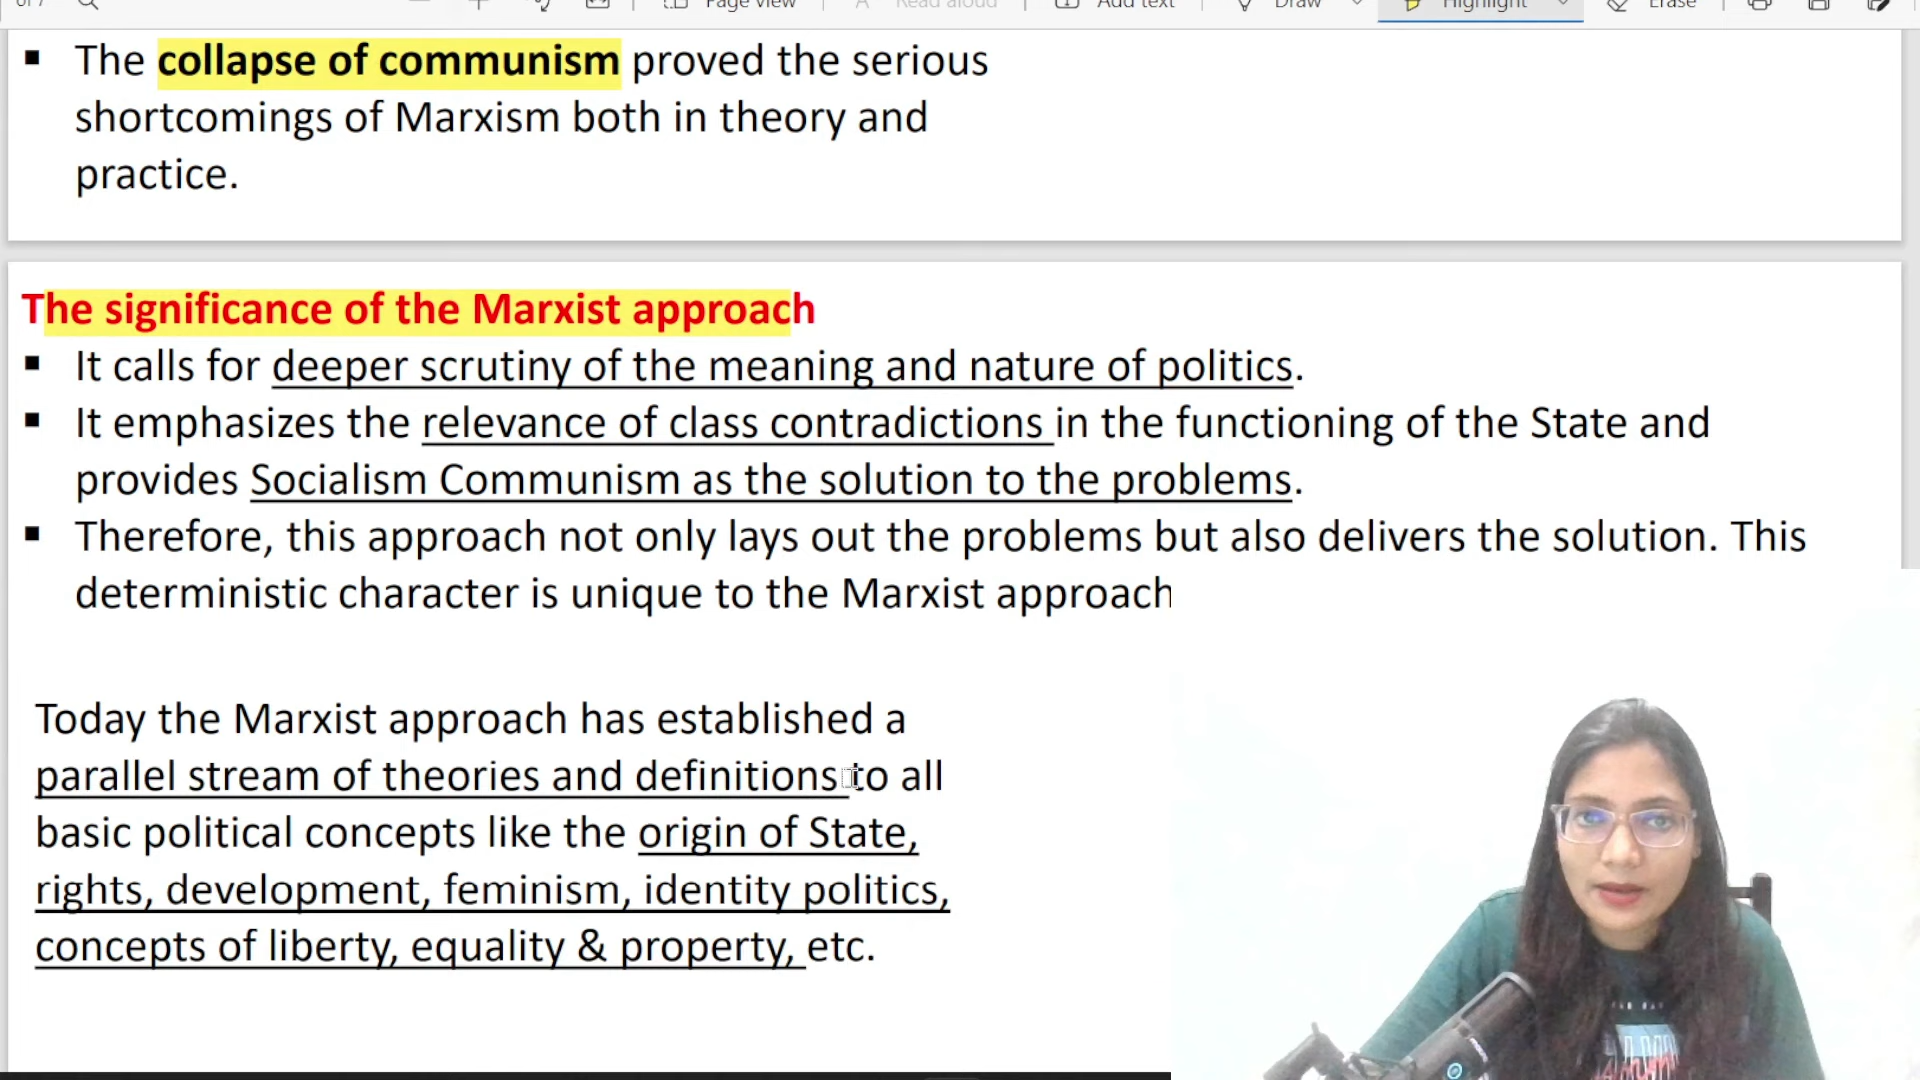 Page view
Read aloud
Add text
Draw
Highlight
Erase
▪ The collapse of communism proved the serious
shortcomings of Marxism both in theory and
practice.
The significance of the Marxist approach
▪ It calls for deeper scrutiny of the meaning and nature of politics.
▪ It emphasizes the relevance of class contradictions in the functioning of the State and
provides Socialism Communism as the solution to the problems.
▪ Therefore, this approach not only lays out the problems but also delivers the solution. This
deterministic character is unique to the Marxist approach
Today the Marxist approach has established a
parallel stream of theories and definitions to all
basic political concepts like the origin of State,
rights, development, feminism, identity politics,
concepts of liberty, equality & property, etc.